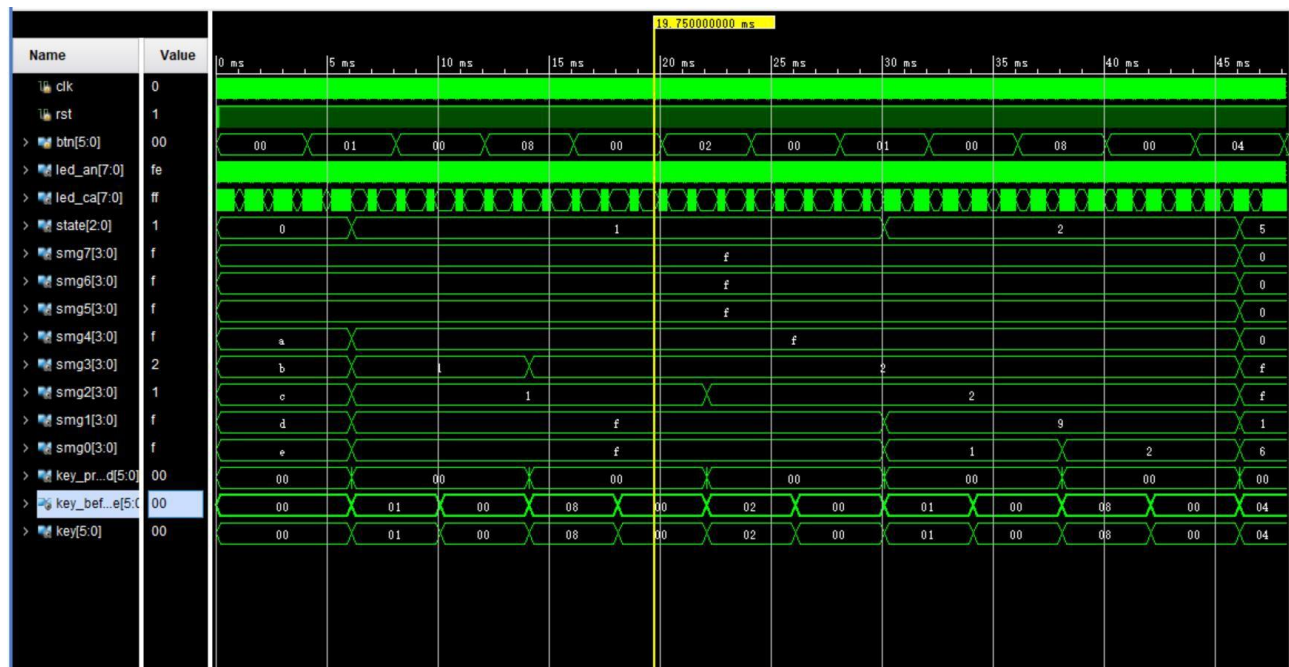 19.750000000 ms
Name Value
0 ms 5 ms 10 ms 15 ms 20 ms 25 ms 30 ms 35 ms 40 ms 45 ms
clk 0
rst 1
btn[5:0] 00 00 01 00 08 00 02 00 01 00 08 00 04
led_an[7:0] fe
led_ca[7:0] ff
state[2:0] 1 0 1 2 5
smg7[3:0] f f 0
smg6[3:0] f f 0
smg5[3:0] f f 0
smg4[3:0] f a f 0
smg3[3:0] 2 b 1 2 f
smg2[3:0] 1 c 1 2 f
smg1[3:0] f d f 9 1
smg0[3:0] f e f 1 2 6
key_pr...d[5:0] 00 00 00 00 00 00 00 00
key_bef...e[5:0 00 00 01 00 08 00 02 00 01 00 08 00 04
key[5:0] 00 00 01 00 08 00 02 00 01 00 08 00 04